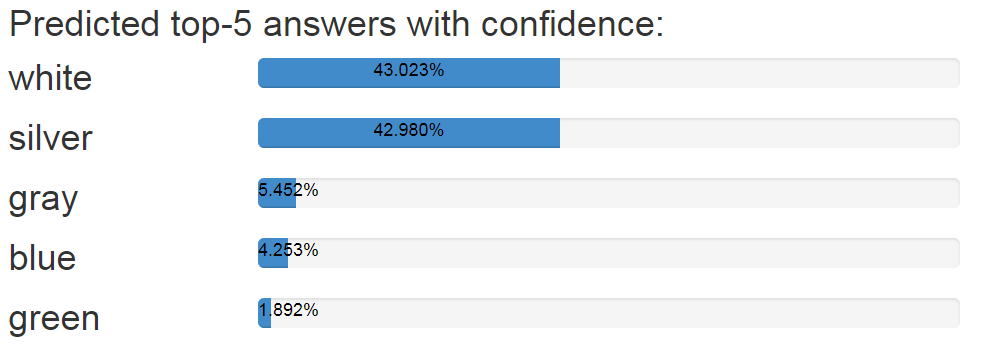 Predicted top-5 answers with confidence:
white 43.023%
silver 42.980%
gray 5.452%
blue 4.253%
green 1.892%